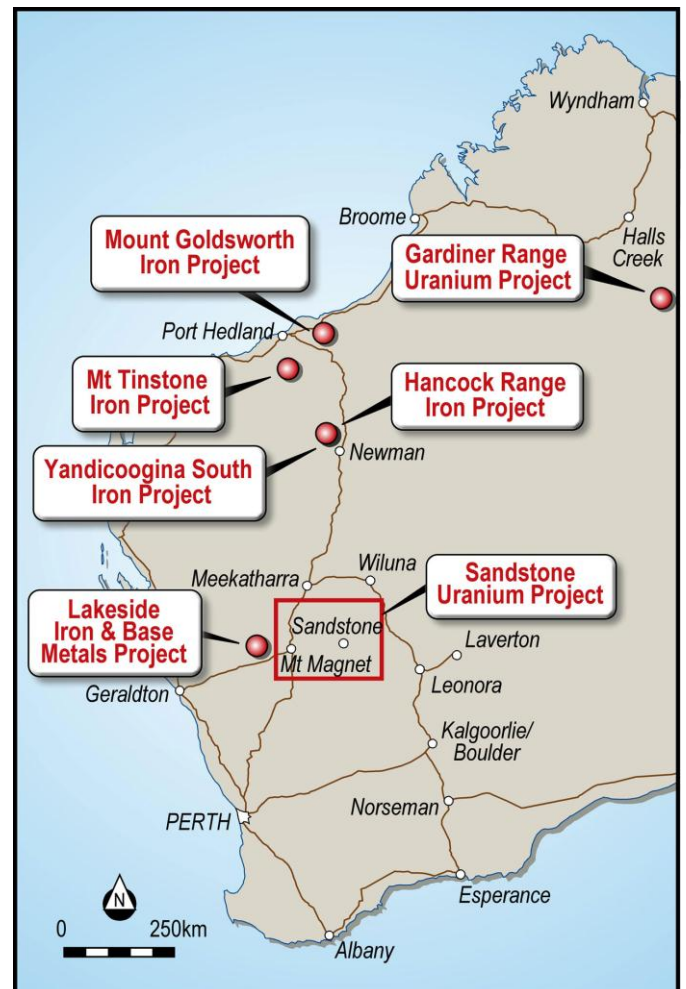 Wyndham
Broome
Halls
Creek
Mount Goldsworth
Iron Project
Gardiner Range
Uranium Project
Port Hedland
Mt Tinstone
Iron Project
Hancock Range
Iron Project
Yandicoogina South
Iron Project
Newman
Meekatharra
Wiluna
Sandstone
Uranium Project
Lakeside
Iron & Base
Metals Project
Sandstone
Mt Magnet
Laverton
Leonora
Geraldton
Kalgoorlie/
Boulder
PERTH
Norseman
Esperance
N
0 250km
Albany